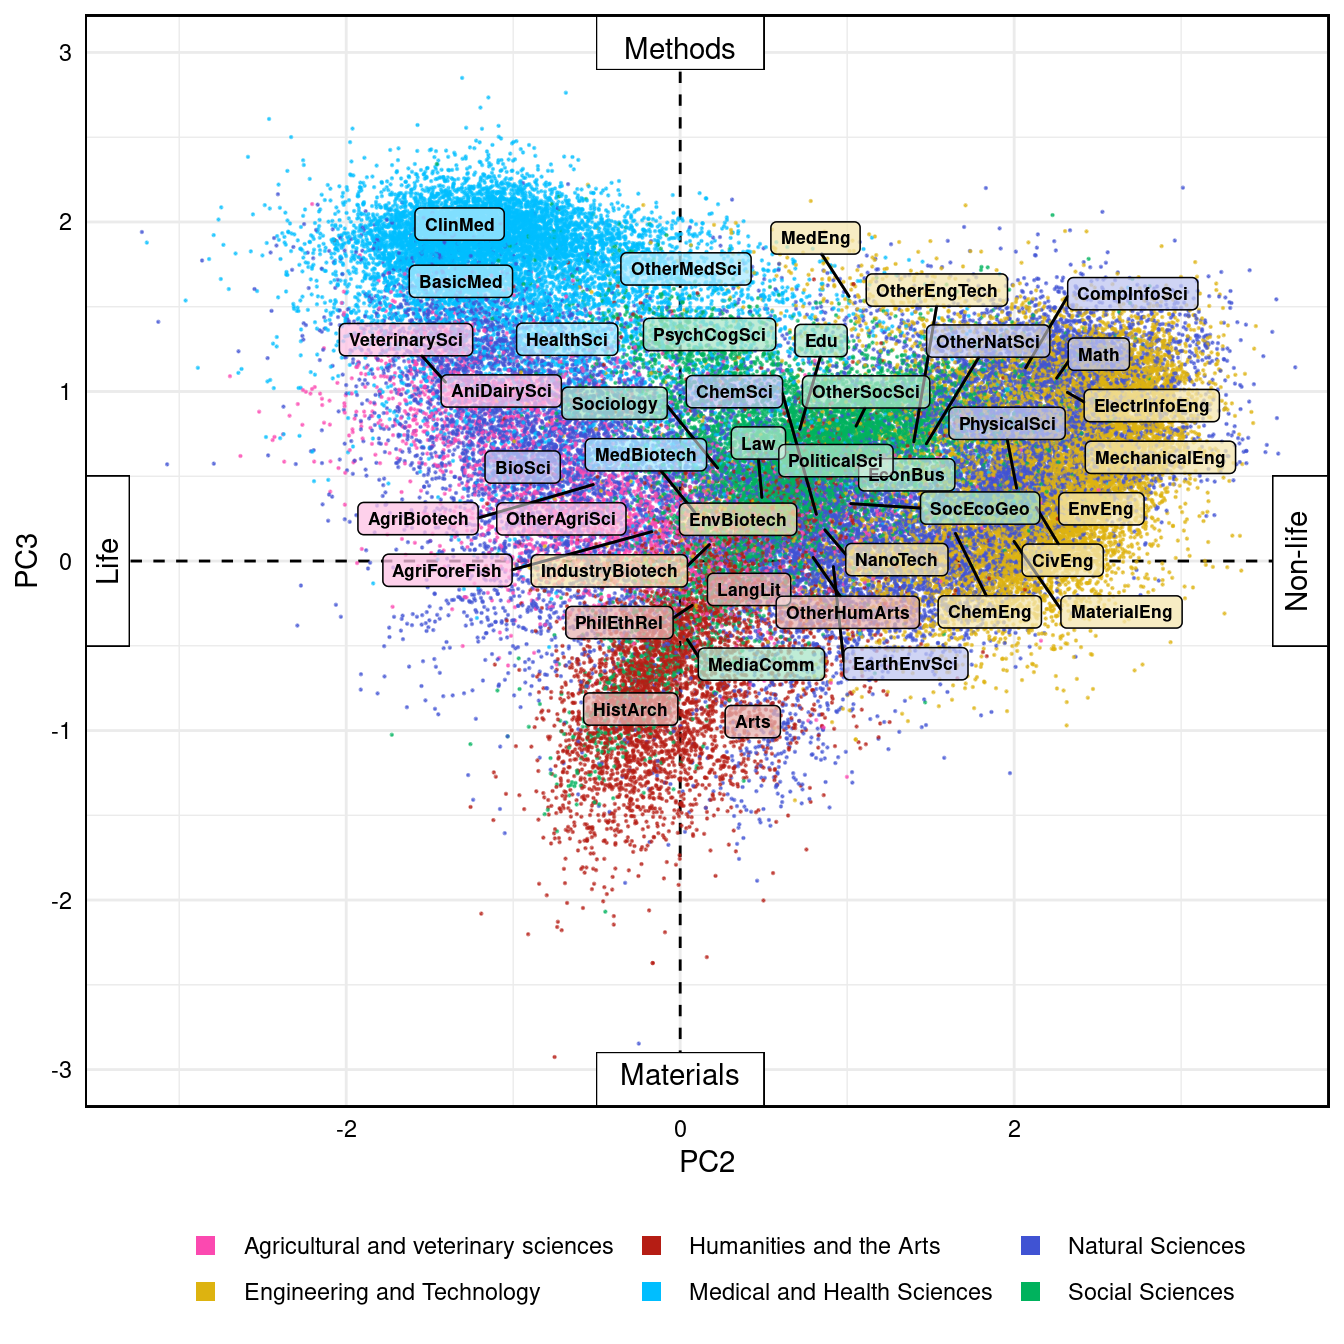 Methods
3
2
1
0
-1
-2
-3
PC3
Life
Non-life
ClinMed
MedEng
OtherMedSci
BasicMed
OtherEngTech
CompInfoSci
VeterinarySci
HealthSci
PsychCogSci
Edu
OtherNatSci
Math
AniDairySci
Sociology
ChemSci
OtherSocSci
ElectrInfoEng
PhysicalSci
Law
BioSci
MedBiotech
PoliticalSci
EconBus
MechanicalEng
AgriBiotech
OtherAgriSci
EnvBiotech
SocEcoGeo
EnvEng
AgriForeFish
IndustryBiotech
NanoTech
CivEng
LangLit
PhilEthRel
OtherHumArts
ChemEng
MaterialEng
MediaComm
EarthEnvSci
HistArch
Arts
Materials
-2 0 2
PC2
Agricultural and veterinary sciences Humanities and the Arts Natural Sciences
Engineering and Technology Medical and Health Sciences Social Sciences